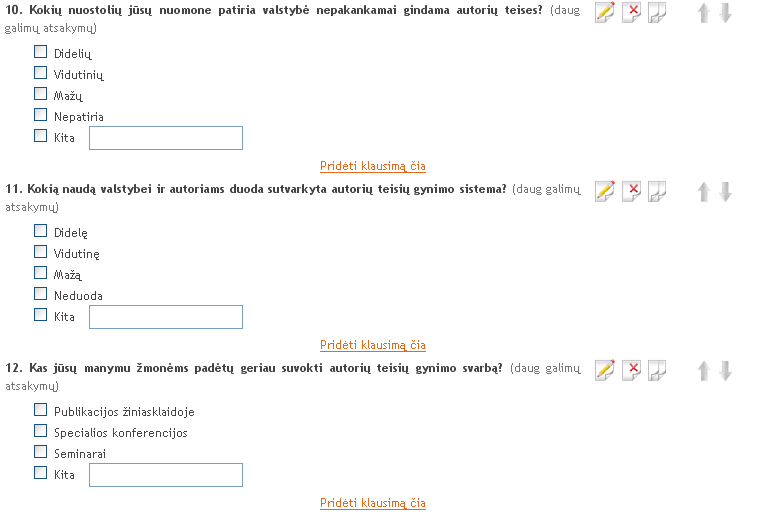 10. Kokių nuostolių jūsų nuomone patiria valstybė nepakankamai gindama autorių teises? (daug
galimų atsakymų)
Didelių
Vidutinių
Mažų
Nepatiria
Kita
Pridėti klausimą čia
11. Kokią naudą valstybei ir autoriams duoda sutvarkyta autorių teisių gynimo sistema? (daug galimų
atsakymų)
Didelę
Vidutinę
Mažą
Neduoda
Kita
Pridėti klausimą čia
12. Kas jūsų manymu žmonėms padėtų geriau suvokti autorių teisių gynimo svarbą? (daug galimų
atsakymų)
Publikacijos žiniasklaidoje
Specialios konferencijos
Seminarai
Kita
Pridėti klausimą čia